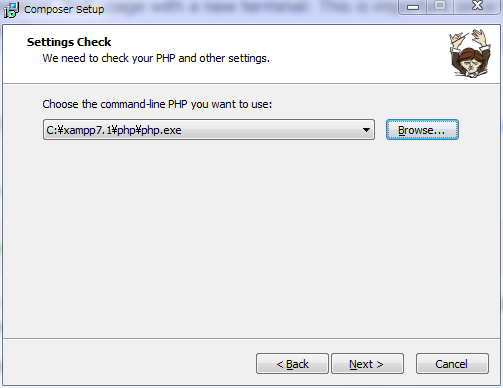 Composer Setup
Settings Check
We need to check your PHP and other settings.
Choose the command-line PHP you want to use:
C:¥xampp7.1¥php¥php.exe
Browse...
< Back
Next >
Cancel